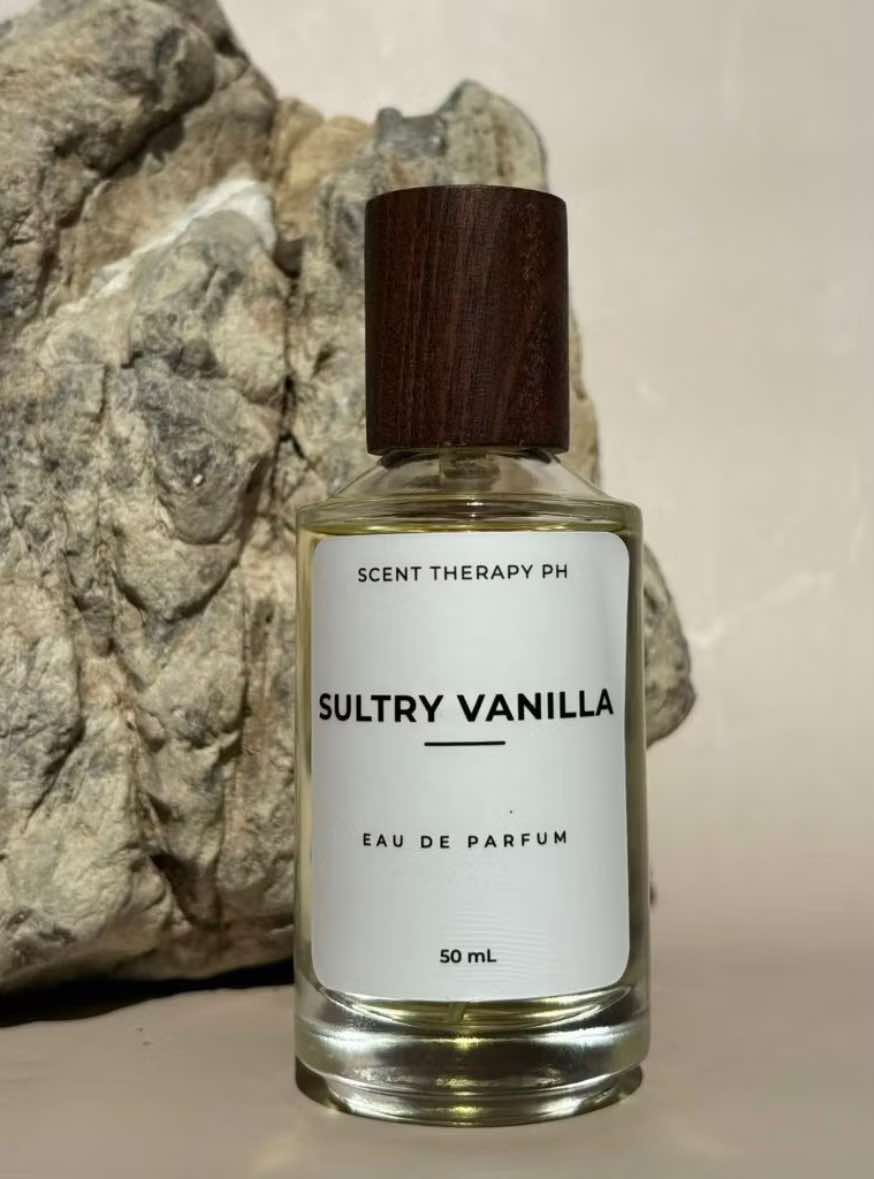 SCENT THERAPY PH
SULTRY VANILLA
EAU DE PARFUM
50 mL